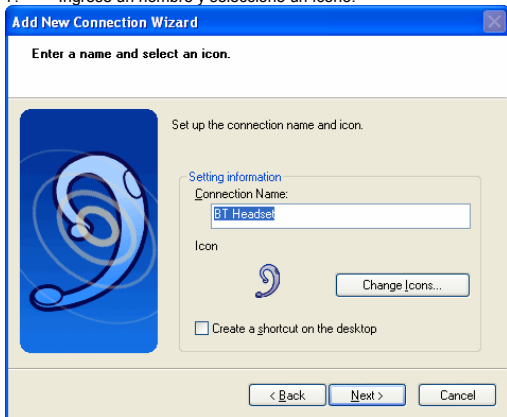 7. Ingrese un nombre y seleccione un ícono.
Add New Connection Wizard
Enter a name and select an icon.
Set up the connection name and icon.
Setting information
Connection Name:
BT Headset
Icon
Change Icons...
Create a shortcut on the desktop
< Back Next > Cancel